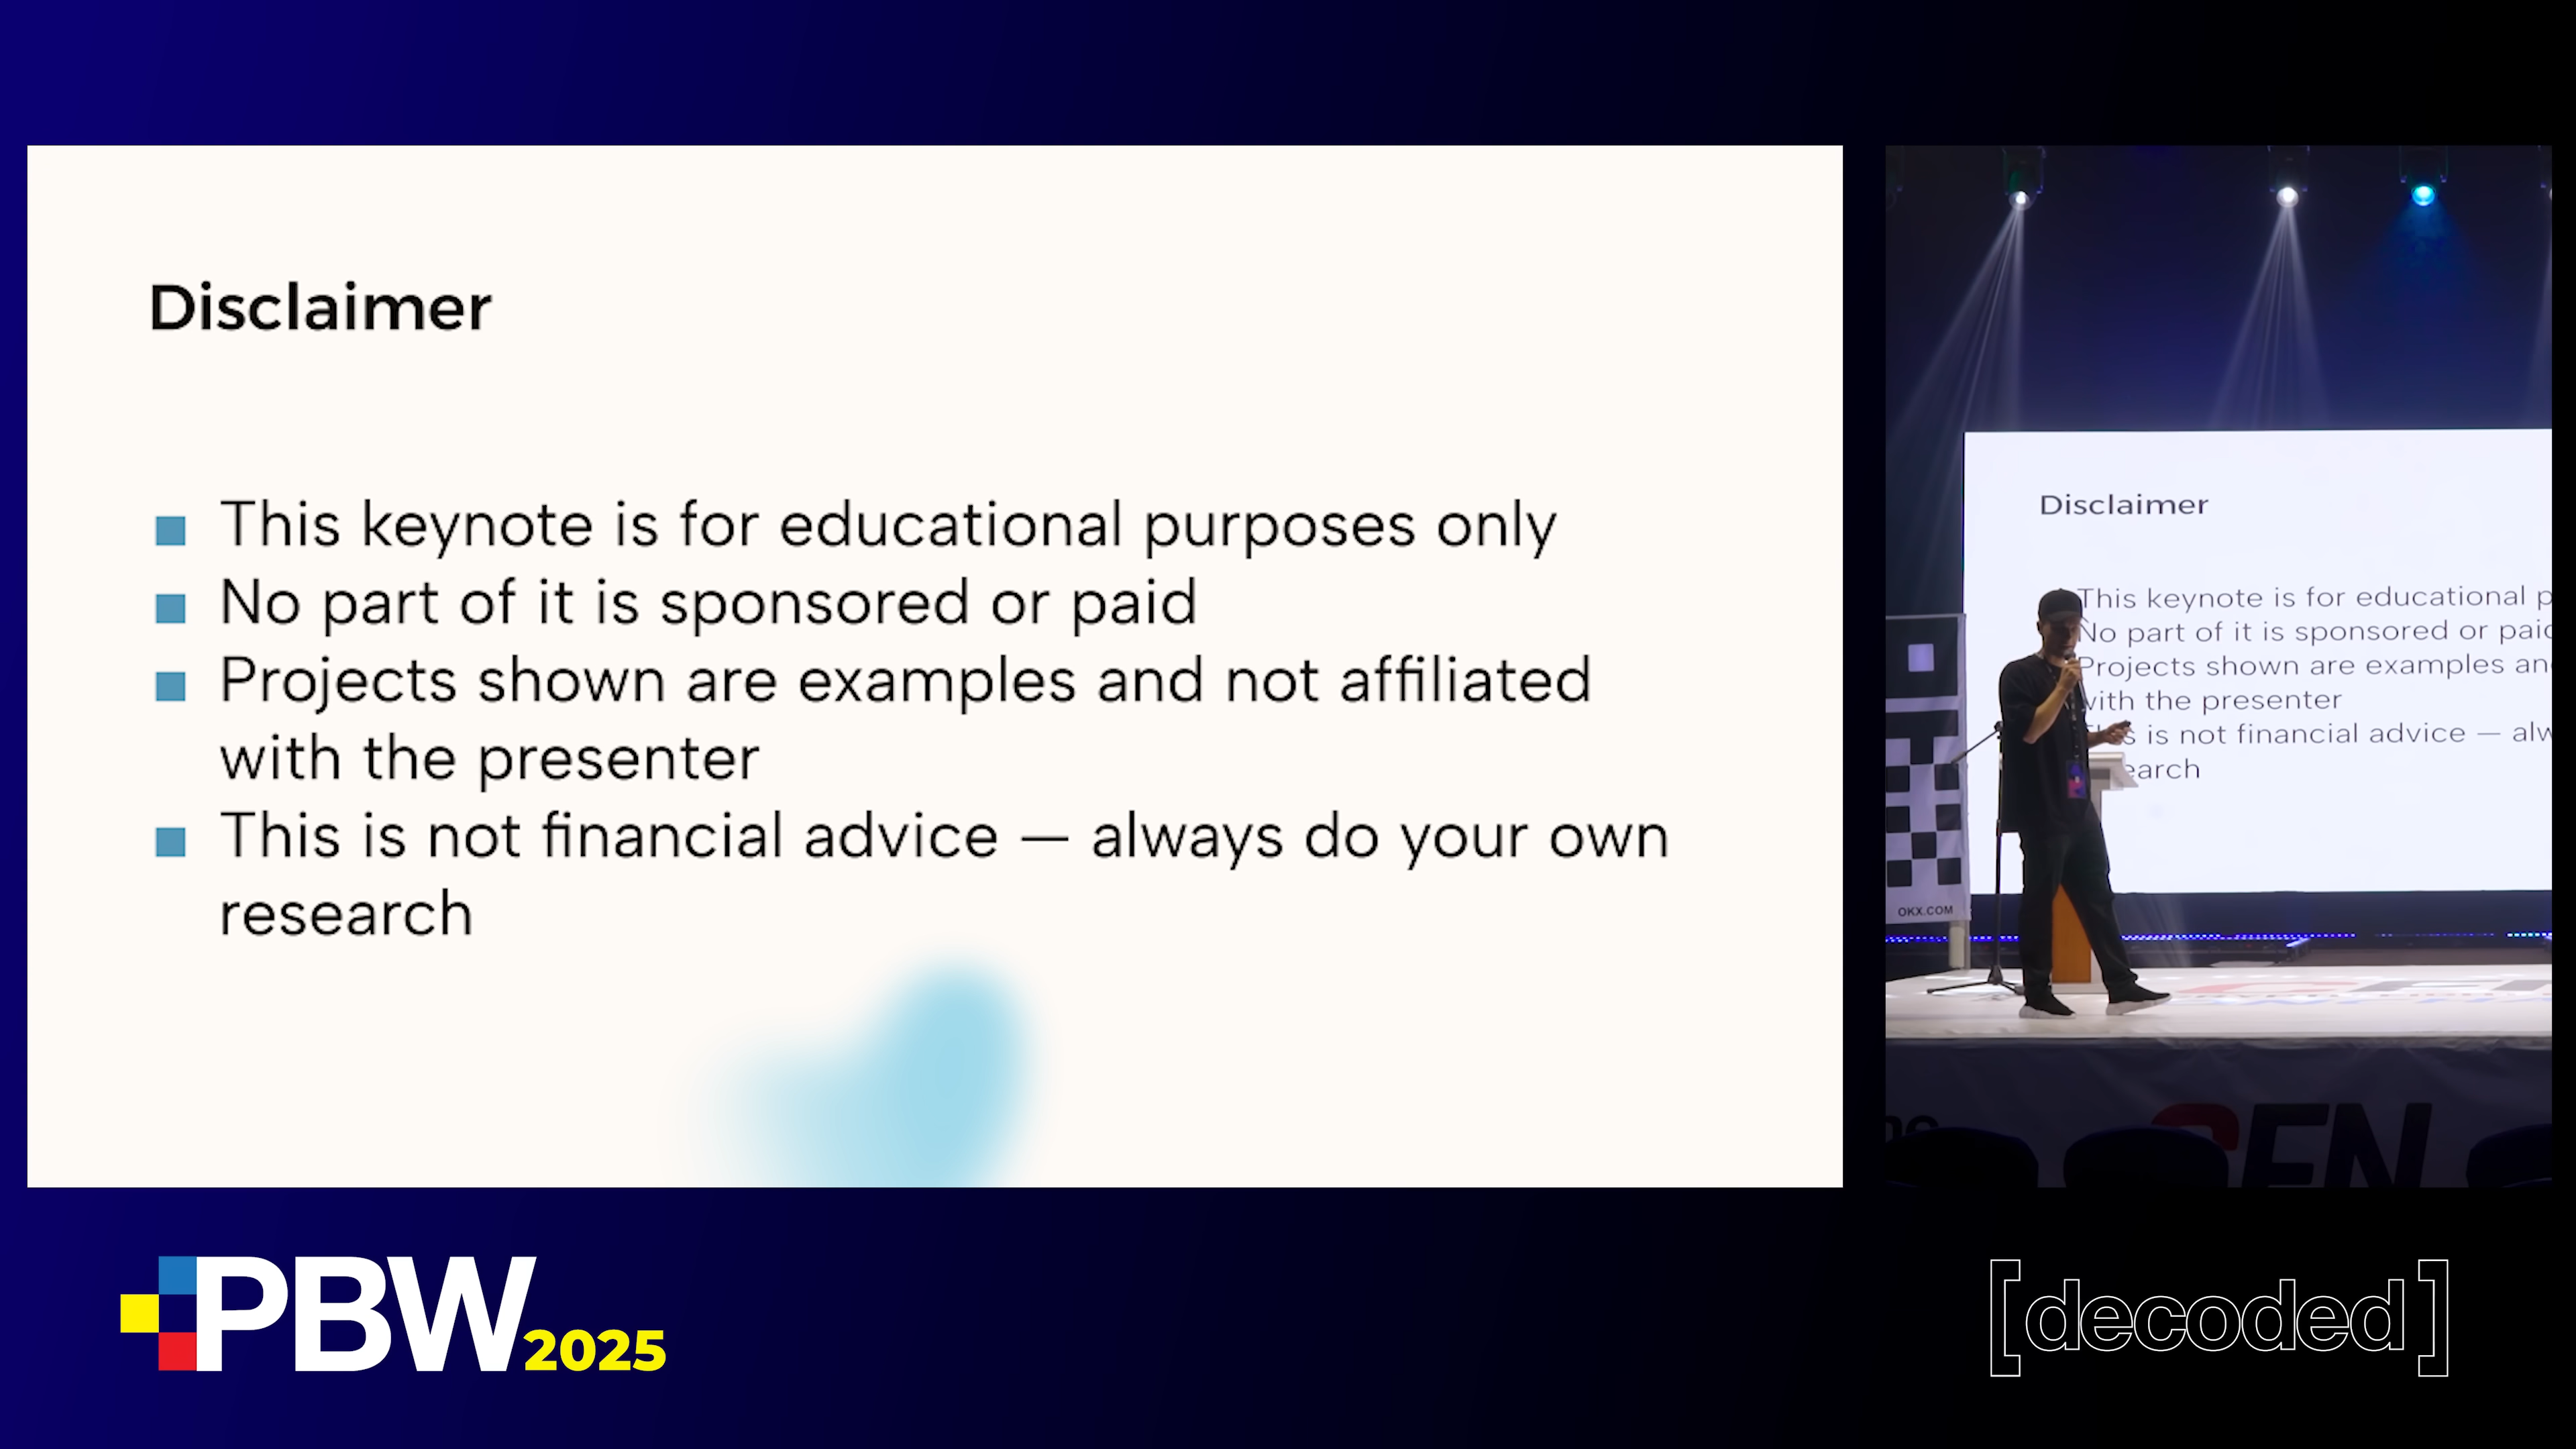 Disclaimer
This keynote is for educational purposes only
No part of it is sponsored or paid
Projects shown are examples and not affiliated
with the presenter
This is not financial advice — always do your own
research
Disclaimer
This keynote is for educational
No part of it is sponsored or
Projects shown are examples
with the presenter
is not financial advice —
OKX.COM
PBW 2025
[decoded]